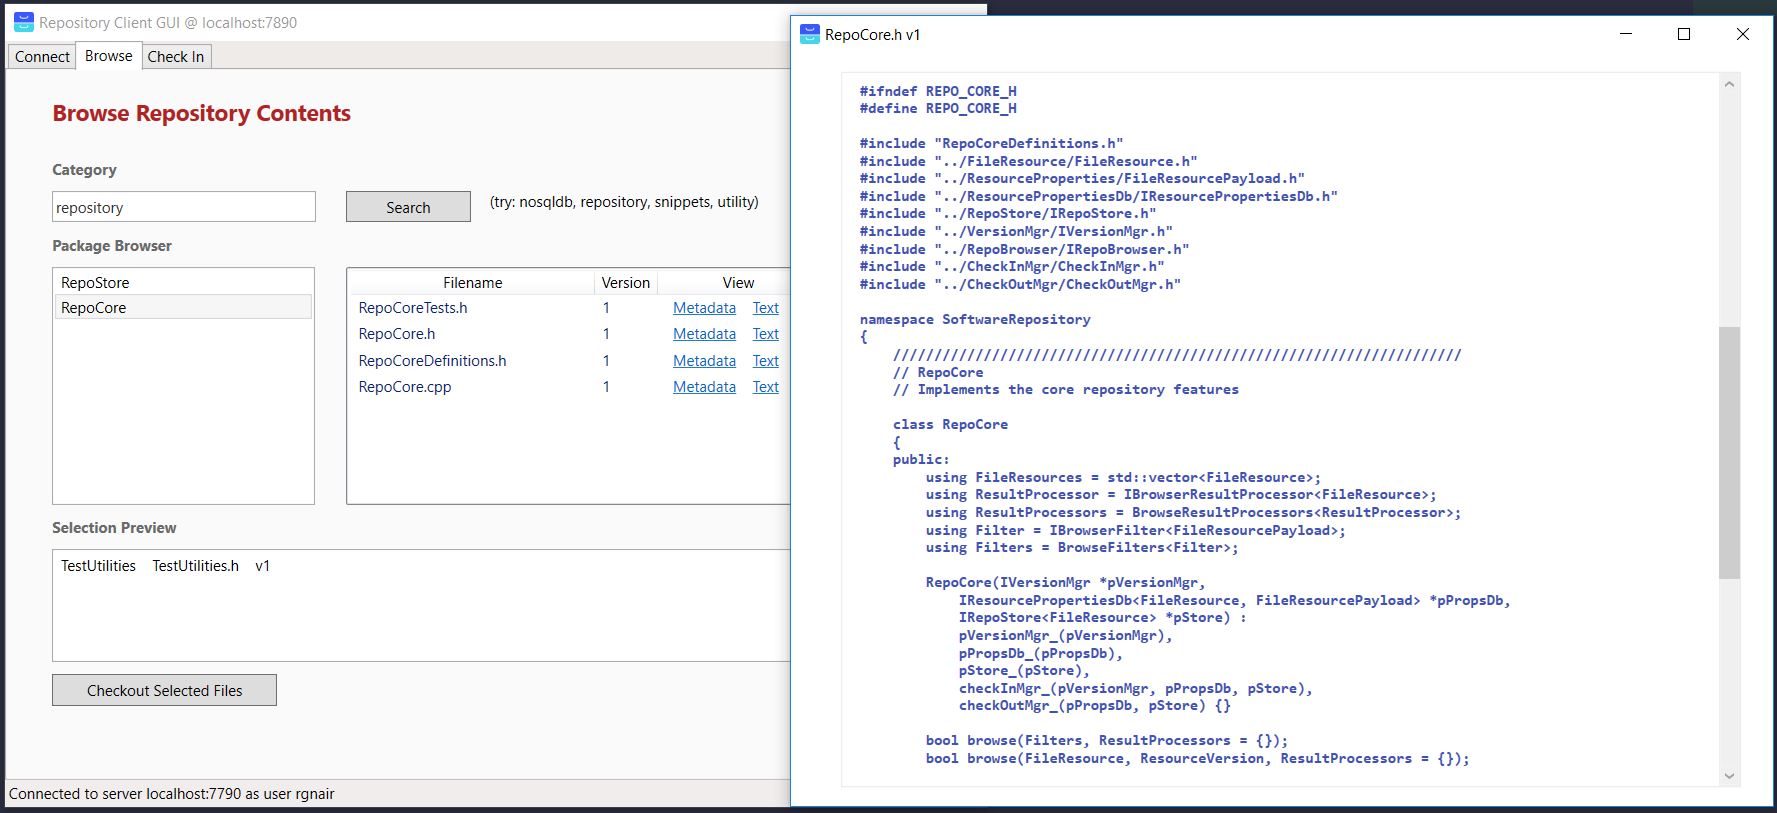 Repository Client GUI @ localhost:7890
Connect Browse Check In
Browse Repository Contents
Category
repository Search (try: nosqldb, repository, snippets, utility)
Package Browser
RepoStore
RepoCore
Filename Version View
RepoCoreTests.h 1 Metadata Text
RepoCore.h 1 Metadata Text
RepoCoreDefinitions.h 1 Metadata Text
RepoCore.cpp 1 Metadata Text
Selection Preview
TestUtilities TestUtilities.h v1
Checkout Selected Files
Connected to server localhost:7790 as user rgnair
RepoCore.h v1
#ifndef REPO_CORE_H
#define REPO_CORE_H
#include "RepoCoreDefinitions.h"
#include "../FileResource/FileResource.h"
#include "../ResourceProperties/FileResourcePayload.h"
#include "../ResourcePropertiesDb/IResourcePropertiesDb.h"
#include "../RepoStore/IRepoStore.h"
#include "../VersionMgr/IVersionMgr.h"
#include "../RepoBrowser/IRepoBrowser.h"
#include "../CheckInMgr/CheckInMgr.h"
#include "../CheckOutMgr/CheckOutMgr.h"
namespace SoftwareRepository
{
/////////////////////////////////////////////////////////////////////
// RepoCore
// Implements the core repository features
class RepoCore
{
public:
using FileResources = std::vector<FileResource>;
using ResultProcessor = IBrowserResultProcessor<FileResource>;
using ResultProcessors = BrowseResultProcessors<ResultProcessor>;
using Filter = IBrowserFilter<FileResourcePayload>;
using Filters = BrowseFilters<Filter>;
RepoCore(IVersionMgr *pVersionMgr,
IResourcePropertiesDb<FileResource, FileResourcePayload> *pPropsDb,
IRepoStore<FileResource> *pStore) :
pVersionMgr_(pVersionMgr),
pPropsDb_(pPropsDb),
pStore_(pStore),
checkInMgr_(pVersionMgr, pPropsDb, pStore),
checkOutMgr_(pPropsDb, pStore) {}
bool browse(Filters, ResultProcessors = {});
bool browse(FileResource, ResourceVersion, ResultProcessors = {});